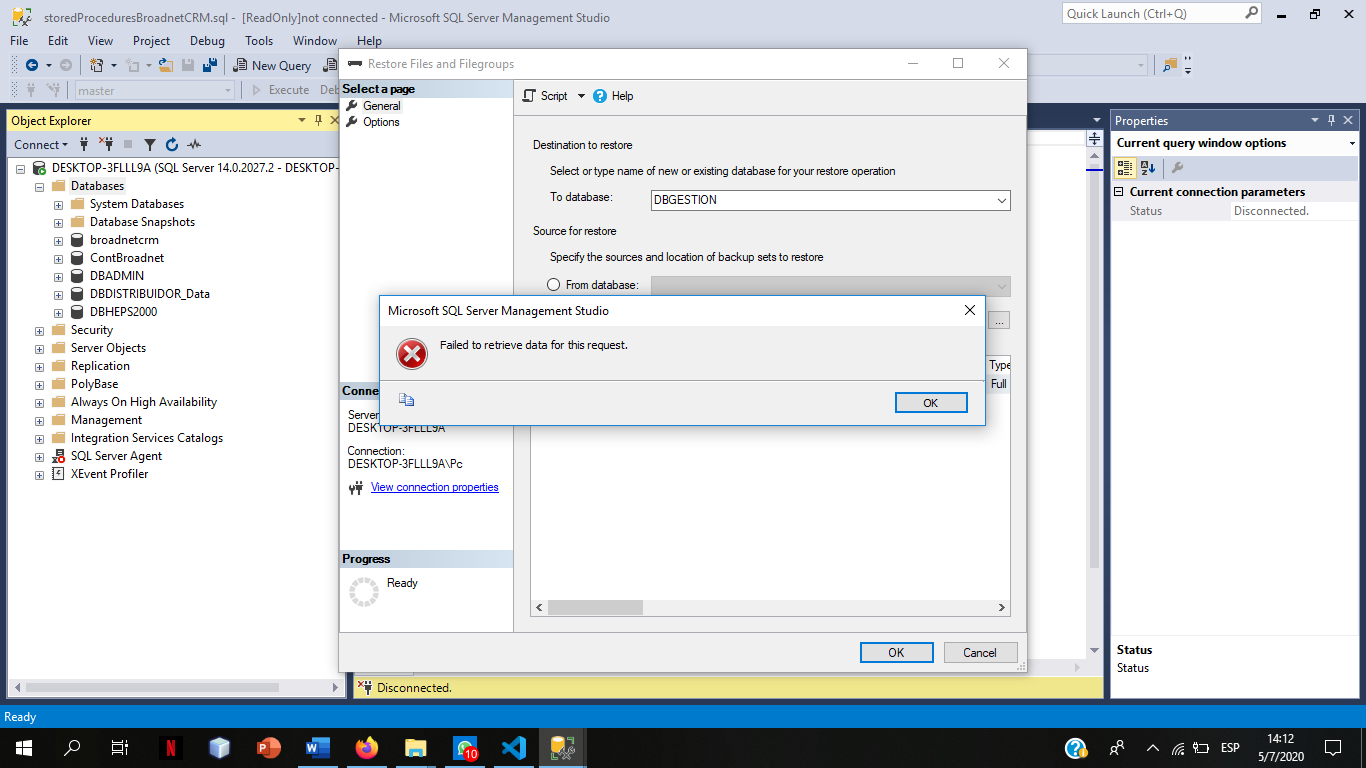 storedProceduresBroadnetCRM.sql - [ReadOnly]not connected - Microsoft SQL Server Management Studio
Quick Launch (Ctrl+Q)
File Edit View Project Debug Tools Window Help
New Query
master
Execute
Deb
Restore Files and Filegroups
Select a page
General
Options
Script
Help
Object Explorer
Connect
DESKTOP-3FLLL9A (SQL Server 14.0.2027.2 - DESKTOP-
Databases
System Databases
Database Snapshots
broadnetcrm
ContBroadnet
DBADMIN
DBDISTRIBUIDOR_Data
DBHEPS2000
Security
Server Objects
Replication
PolyBase
Always On High Availability
Management
Integration Services Catalogs
SQL Server Agent
XEvent Profiler
Destination to restore
Select or type name of new or existing database for your restore operation
To database:
DBGESTION
Source for restore
Specify the sources and location of backup sets to restore
From database:
...
Type
Full
Microsoft SQL Server Management Studio
Failed to retrieve data for this request.
OK
Conne
Server
DESKTOP-3FLLL9A
Connection:
DESKTOP-3FLLL9A\Pc
View connection properties
Progress
Ready
OK
Cancel
Disconnected.
Properties
Current query window options
Current connection parameters
Status
Disconnected.
Status
Status
Ready
10
ESP
14:12
5/7/2020